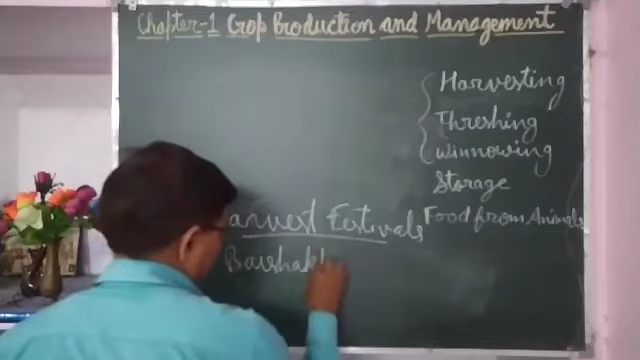 Chapter-1 Crop Production and Management
Harvesting
Threshing
Winnowing
Storage
Food from Animals
arvest Festivals
Baishakh